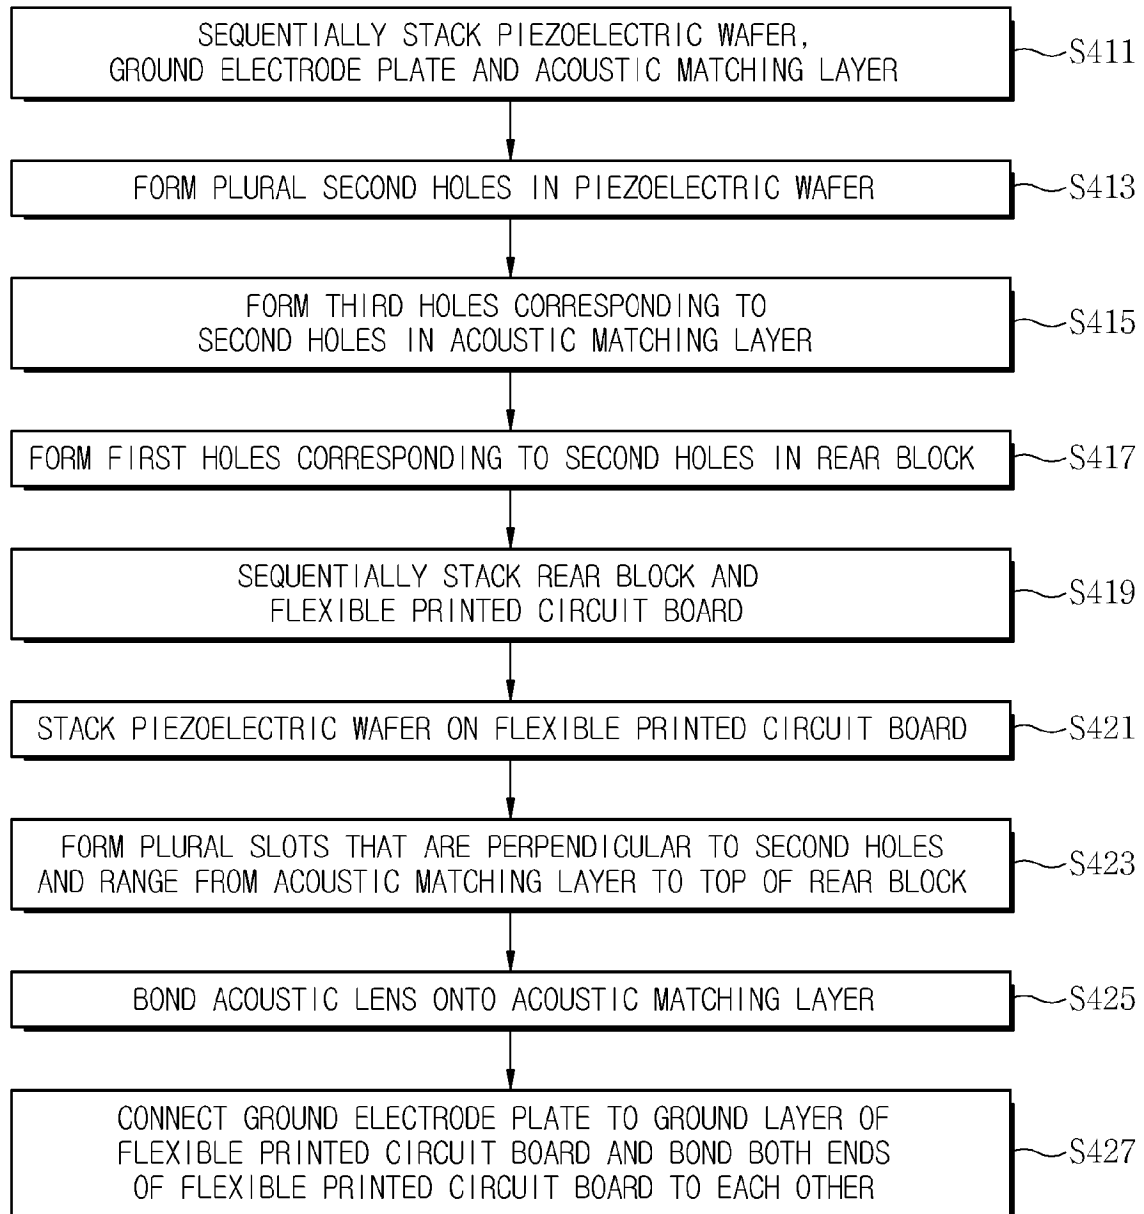 SEQUENTIALLY STACK PIEZOELECTRIC WAFER,
GROUND ELECTRODE PLATE AND ACOUSTIC MATCHING LAYER
S411
FORM PLURAL SECOND HOLES IN PIEZOELECTRIC WAFER
S413
FORM THIRD HOLES CORRESPONDING TO
SECOND HOLES IN ACOUSTIC MATCHING LAYER
S415
FORM FIRST HOLES CORRESPONDING TO SECOND HOLES IN REAR BLOCK
S417
SEQUENTIALLY STACK REAR BLOCK AND
FLEXIBLE PRINTED CIRCUIT BOARD
S419
STACK PIEZOELECTRIC WAFER ON FLEXIBLE PRINTED CIRCUIT BOARD
S421
FORM PLURAL SLOTS THAT ARE PERPENDICULAR TO SECOND HOLES
AND RANGE FROM ACOUSTIC MATCHING LAYER TO TOP OF REAR BLOCK
S423
BOND ACOUSTIC LENS ONTO ACOUSTIC MATCHING LAYER
S425
CONNECT GROUND ELECTRODE PLATE TO GROUND LAYER OF
FLEXIBLE PRINTED CIRCUIT BOARD AND BOND BOTH ENDS
OF FLEXIBLE PRINTED CIRCUIT BOARD TO EACH OTHER
S427